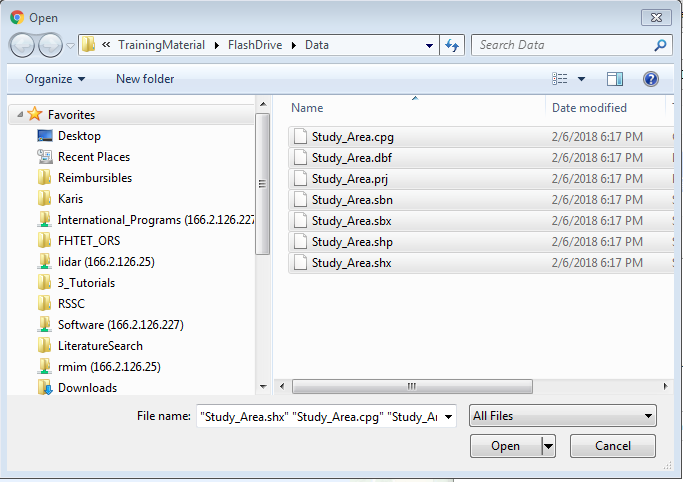 Open
« TrainingMaterial FlashDrive Data
Search Data
Organize New folder
Favorites
Desktop
Recent Places
Reimbursibles
Karis
International_Programs (166.2.126.227
FHTET_ORS
lidar (166.2.126.25)
3_Tutorials
RSSC
Software (166.2.126.227)
LiteratureSearch
rmim (166.2.126.25)
Downloads
Name Date modified
Study_Area.cpg 2/6/2018 6:17 PM
Study_Area.dbf 2/6/2018 6:17 PM
Study_Area.prj 2/6/2018 6:17 PM
Study_Area.sbn 2/6/2018 6:17 PM
Study_Area.sbx 2/6/2018 6:17 PM
Study_Area.shp 2/6/2018 6:17 PM
Study_Area.shx 2/6/2018 6:17 PM
File name: "Study_Area.shx" "Study_Area.cpg" "Study_Ar All Files
Open Cancel